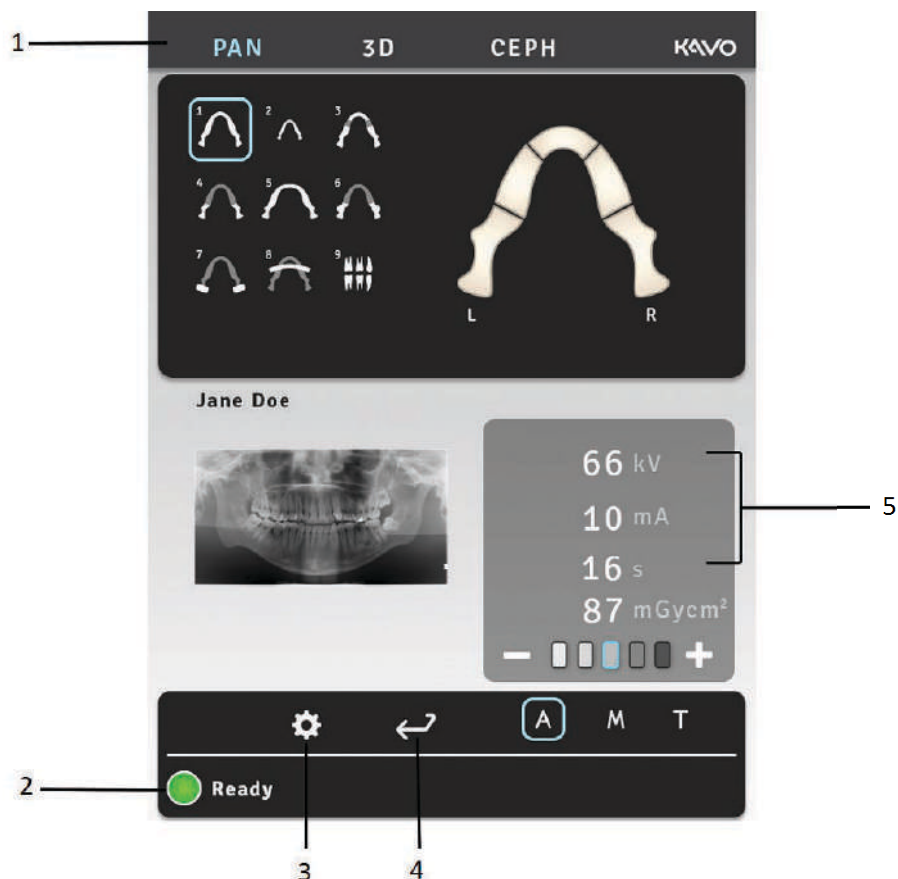 1
PAN 3D CEPH KAVO
1 2 3
4 5 6
7 8 9
L R
Jane Doe
66 kV
10 mA
16 s
87 mGycm²
5
A M T
2
Ready
3 4